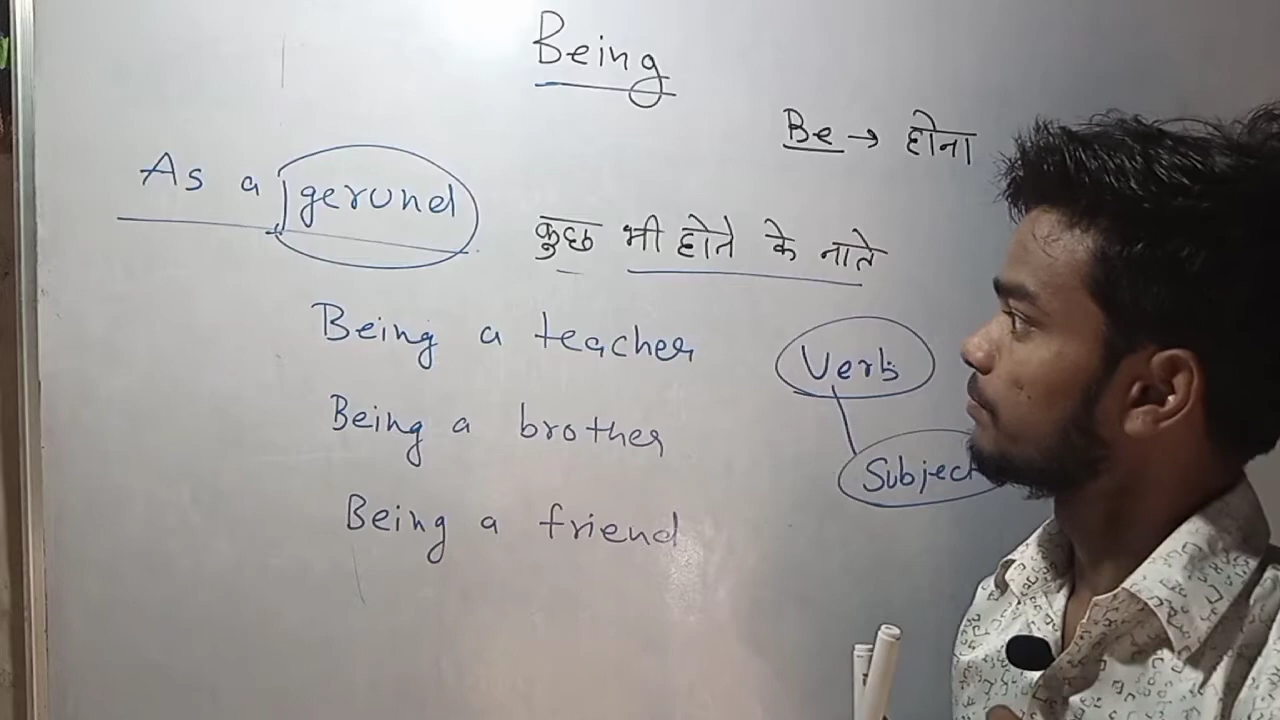 Being
Be → होना
As a gerund
कुछ भी होने के नाते
Being a teacher
Verb
Being a brother
Subject
Being a friend